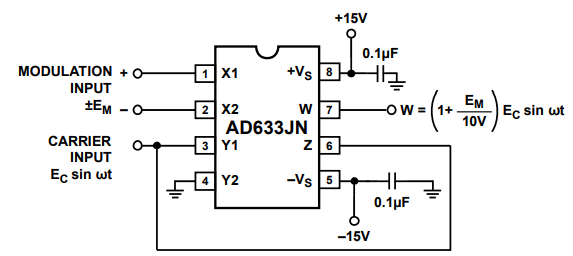 +15V
0.1µF
MODULATION + 1 X1 +VS 8
INPUT
±EM – 2 X2 W 7 W = (1+ EM/10V) EC sin ωt
AD633JN
CARRIER 3 Y1 Z 6
INPUT
EC sin ωt 4 Y2 –VS 5
0.1µF
–15V